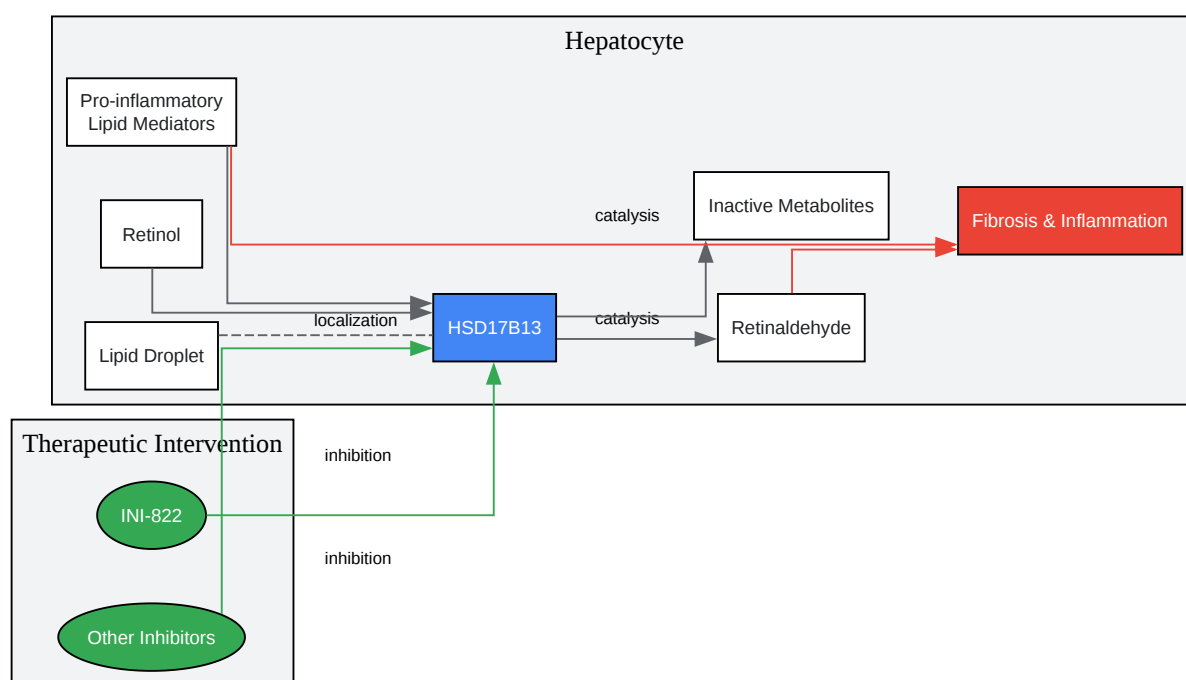 Hepatocyte
Pro-inflammatory
Lipid Mediators
Inactive Metabolites
Fibrosis & Inflammation
catalysis
Retinol
localization
HSD17B13
catalysis
Retinaldehyde
Lipid Droplet
Therapeutic Intervention
inhibition
INI-822
inhibition
Other Inhibitors